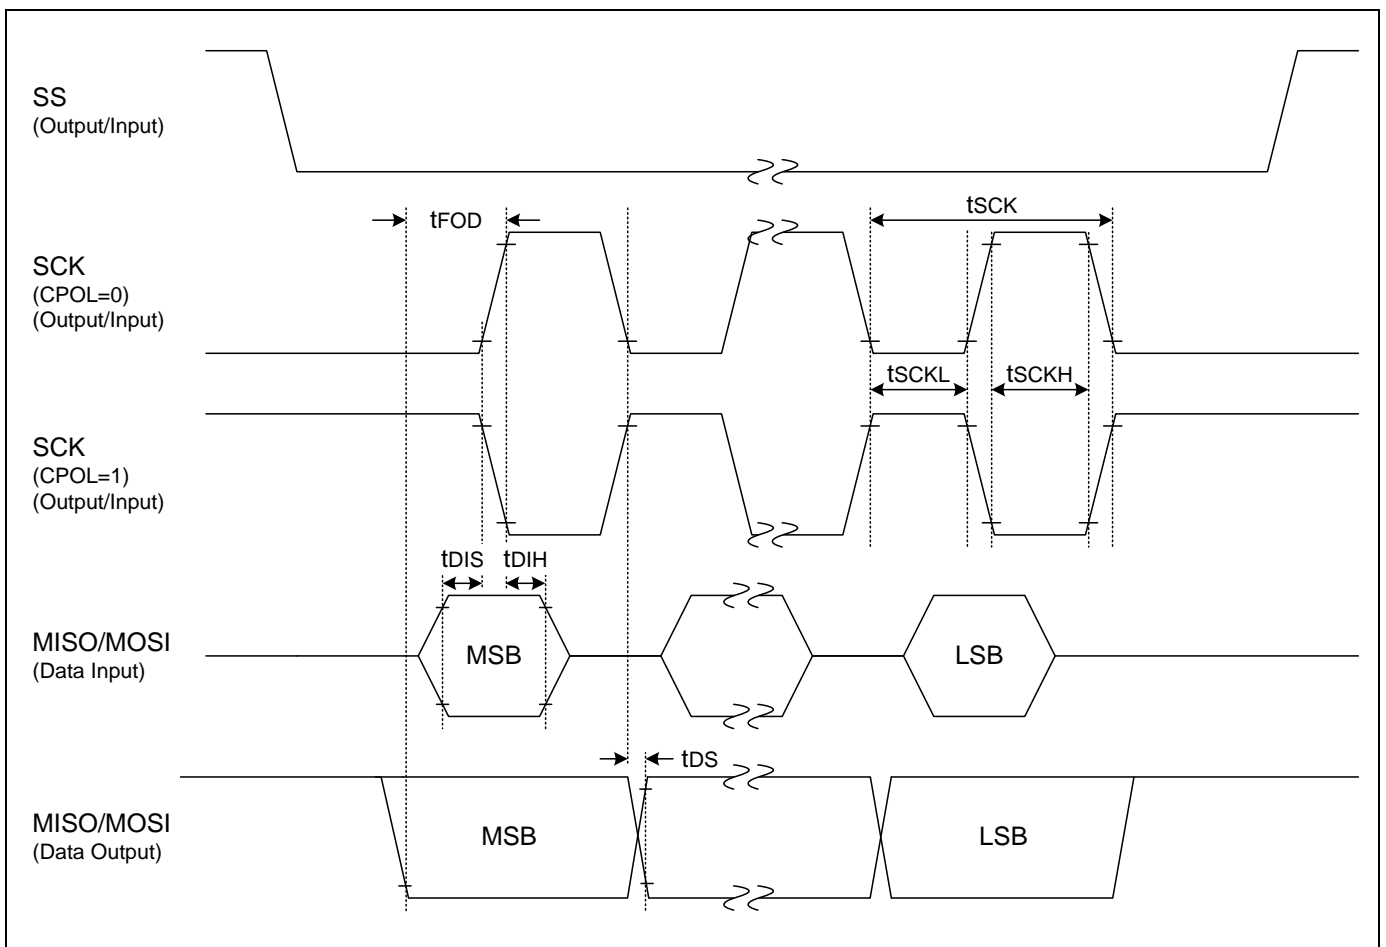 SS
(Output/Input)
tFOD
tSCK
SCK
(CPOL=0)
(Output/Input)
tSCKL
tSCKH
SCK
(CPOL=1)
(Output/Input)
tDIS
tDIH
MISO/MOSI
(Data Input)
MSB
LSB
tDS
MISO/MOSI
(Data Output)
MSB
LSB